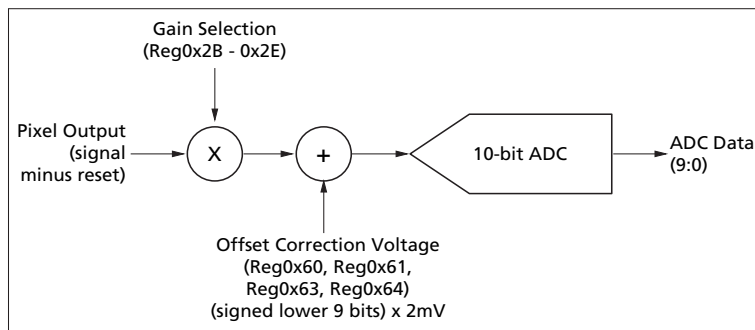 Gain Selection
(Reg0x2B - 0x2E)
Pixel Output
(signal
minus reset)
X
+
10-bit ADC
ADC Data
(9:0)
Offset Correction Voltage
(Reg0x60, Reg0x61,
Reg0x63, Reg0x64)
(signed lower 9 bits) x 2mV